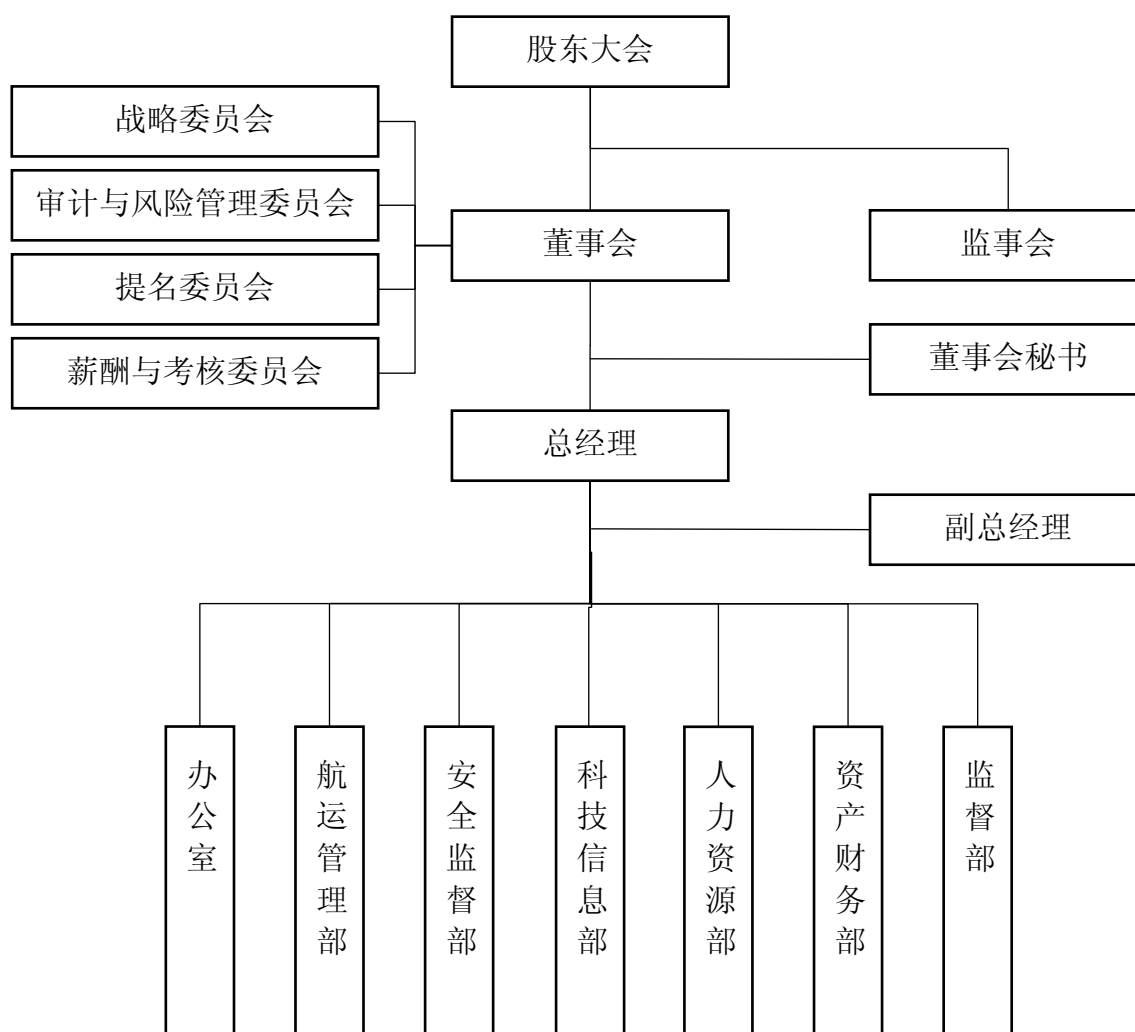 股东大会
战略委员会
审计与风险管理委员会
提名委员会
薪酬与考核委员会
董事会
监事会
董事会秘书
总经理
副总经理
办公室
航运管理部
安全监督部
科技信息部
人力资源部
资产财务部
监督部